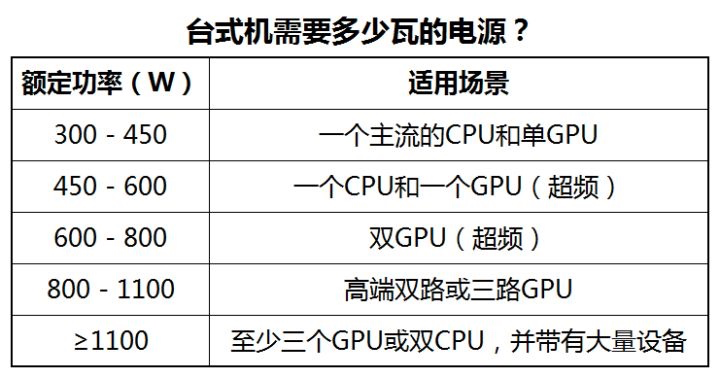 台式机需要多少瓦的电源？
额定功率（W） 适用场景
300 - 450 一个主流的CPU和单GPU
450 - 600 一个CPU和一个GPU（超频）
600 - 800 双GPU（超频）
800 - 1100 高端双路或三路GPU
≥1100 至少三个GPU或双CPU，并带有大量设备